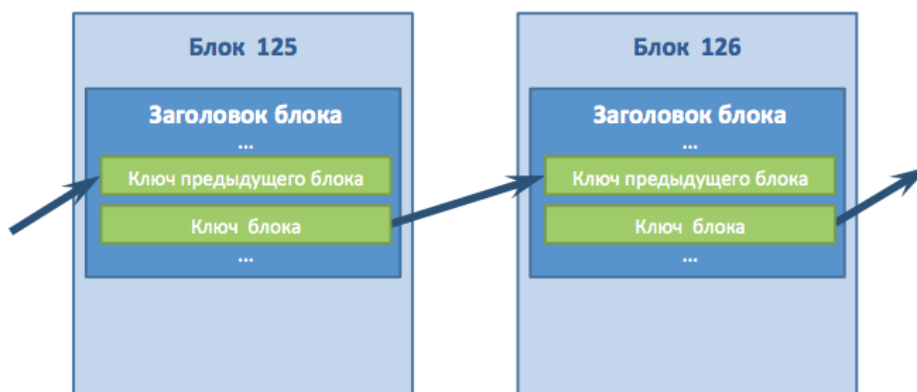 Блок 125
Заголовок блока
...
Ключ предыдущего блока
Ключ блока
...
Блок 126
Заголовок блока
...
Ключ предыдущего блока
Ключ блока
...